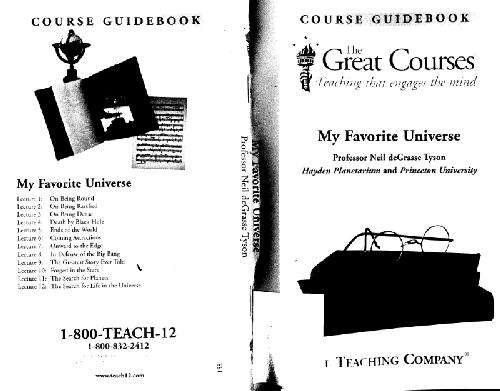 COURSE GUIDEBOOK
My Favorite Universe
Lecture 1: On Being Round
Lecture 2: On Being Rarefied
Lecture 3: On Being Dense
Lecture 4: Death by Black Hole
Lecture 5: Ends of the World
Lecture 6: Coming Attractions
Lecture 7: Onward to the Edge
Lecture 8: In Defense of the Big Bang
Lecture 9: The Greatest Story Ever Told
Lecture 10: Forged in the Stars
Lecture 11: The Search for Planets
Lecture 12: The Search for Life in the Universe
1-800-TEACH-12
1-800-832-2412
www.teach12.com
My Favorite Universe
Professor Neil deGrasse Tyson
COURSE GUIDEBOOK
The
Great Courses
Teaching that engages the mind
My Favorite Universe
Professor Neil deGrasse Tyson
Hayden Planetarium and Princeton University
TEACHING COMPANY®